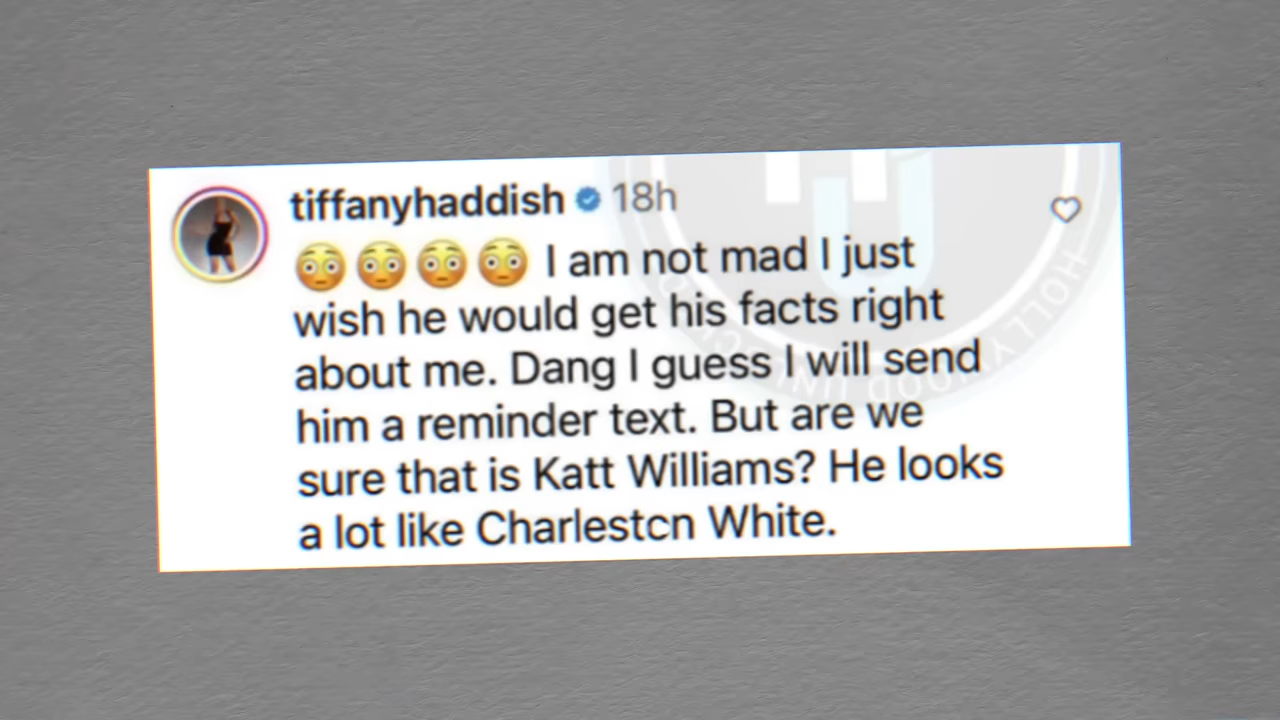 tiffanyhaddish 18h
😳😳😳😳 I am not mad I just
wish he would get his facts right
about me. Dang I guess I will send
him a reminder text. But are we
sure that is Katt Williams? He looks
a lot like Charlestcn White.
HOLLYWOOD